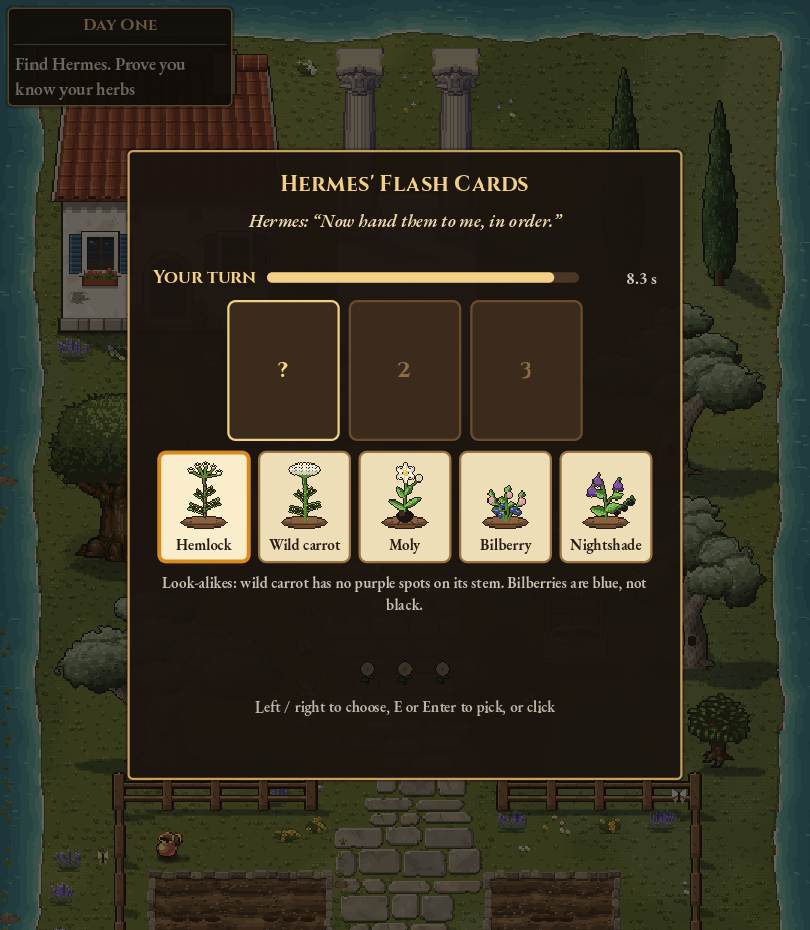 Day One
Find Hermes. Prove you
know your herbs
Hermes' Flash Cards
Hermes: “Now hand them to me, in order.”
Your turn
8.3 s
?
2
3
Hemlock
Wild carrot
Moly
Bilberry
Nightshade
Look-alikes: wild carrot has no purple spots on its stem. Bilberries are blue, not
black.
Left / right to choose, E or Enter to pick, or click